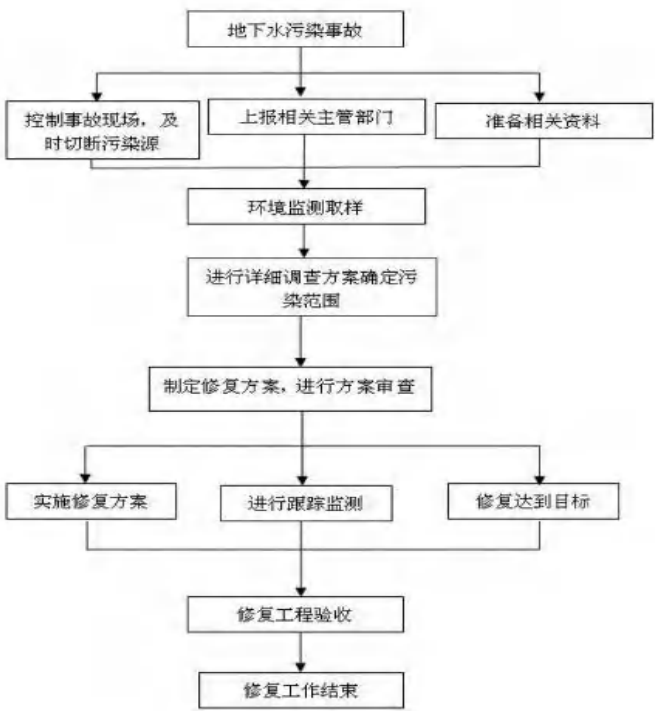 地下水污染事故
控制事故现场，及
时切断污染源
上报相关主管部门
准备相关资料
环境监测取样
进行详细调查方案确定污
染范围
制定修复方案，进行方案审查
实施修复方案
进行跟踪监测
修复达到目标
修复工程验收
修复工作结束